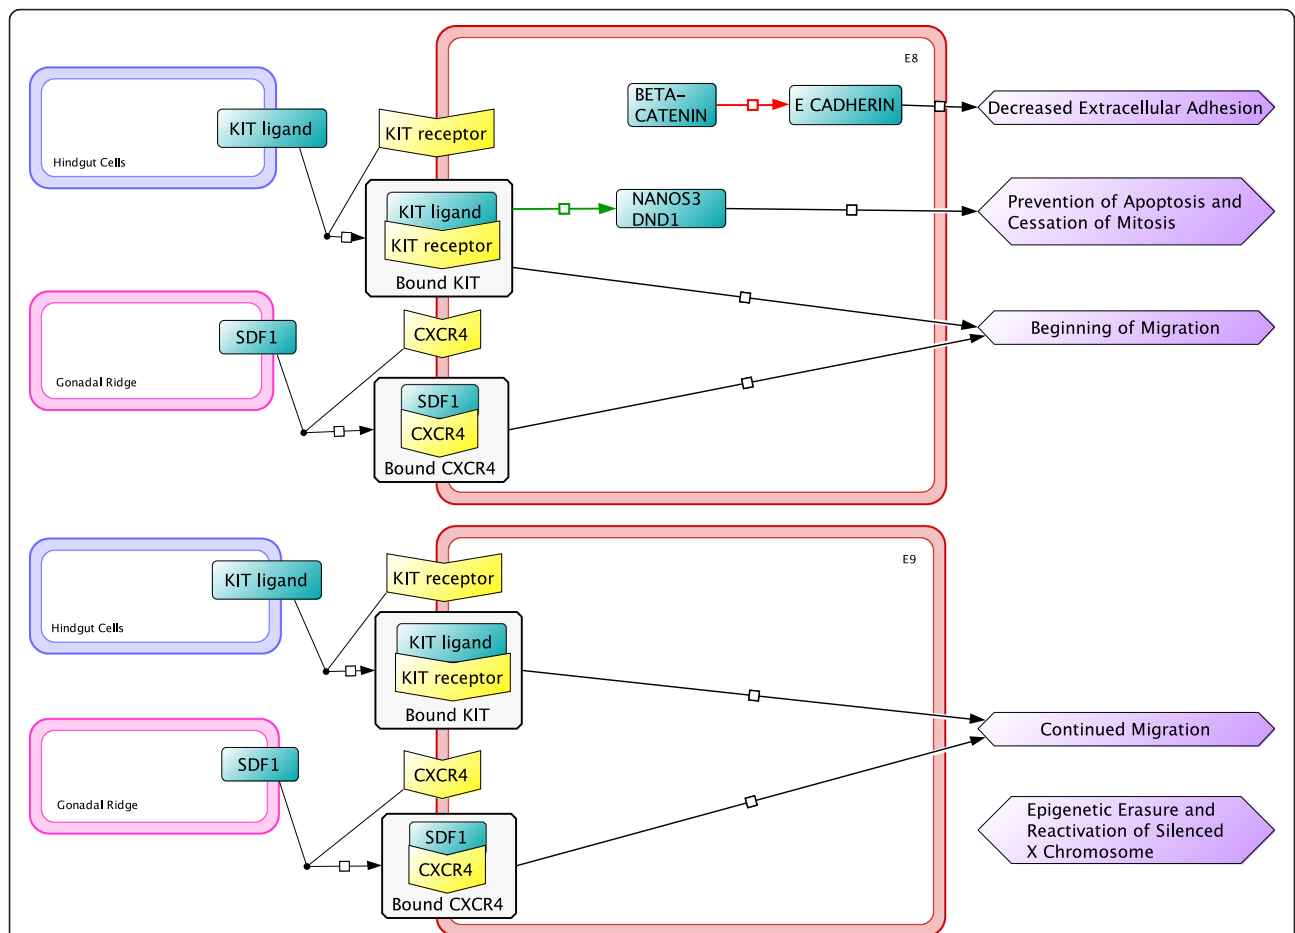 E8
BETA-
CATENIN
E CADHERIN
Decreased Extracellular Adhesion
KIT ligand
KIT receptor
Hindgut Cells
KIT ligand
KIT receptor
Bound KIT
NANOS3
DND1
Prevention of Apoptosis and
Cessation of Mitosis
SDF1
CXCR4
Beginning of Migration
Gonadal Ridge
SDF1
CXCR4
Bound CXCR4
E9
KIT ligand
KIT receptor
Hindgut Cells
KIT ligand
KIT receptor
Bound KIT
Continued Migration
SDF1
CXCR4
Gonadal Ridge
SDF1
CXCR4
Bound CXCR4
Epigenetic Erasure and
Reactivation of Silenced
X Chromosome